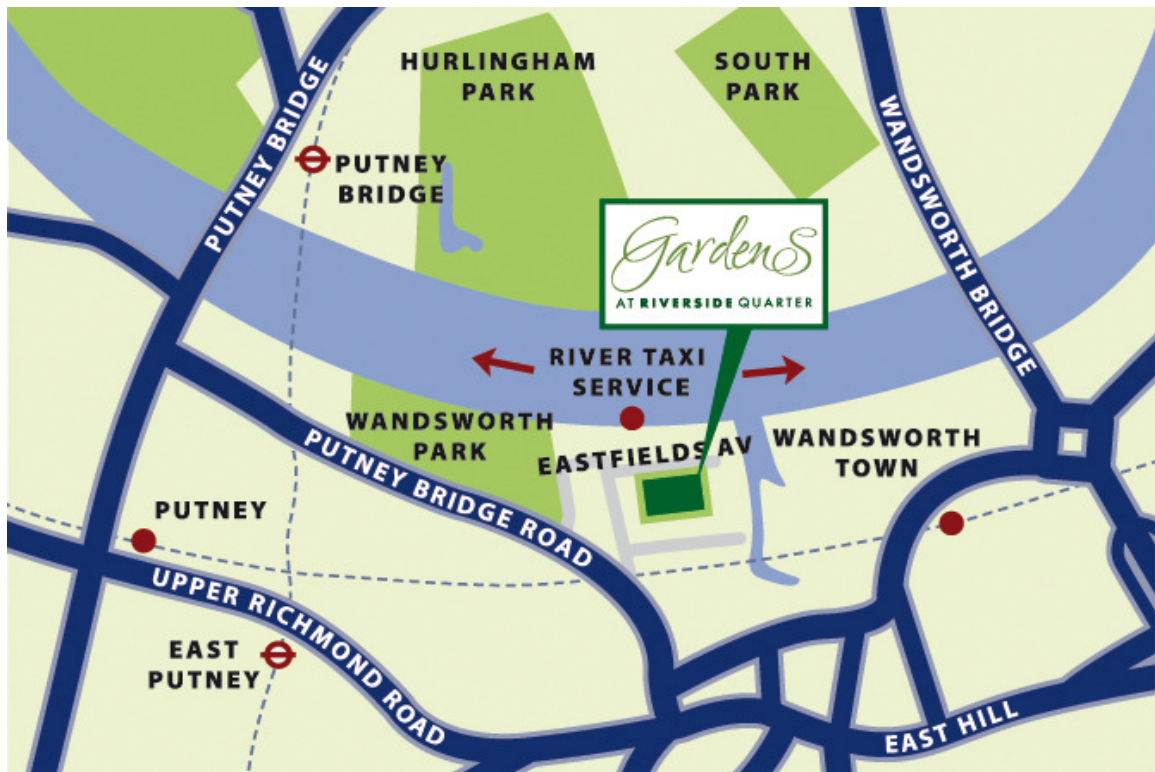 HURLINGHAM
PARK
SOUTH
PARK
PUTNEY BRIDGE
WANDSWORTH BRIDGE
PUTNEY
BRIDGE
Gardens
AT RIVERSIDE QUARTER
RIVER TAXI
SERVICE
WANDSWORTH
PARK
EASTFIELDS AV
WANDSWORTH
TOWN
PUTNEY BRIDGE ROAD
PUTNEY
UPPER RICHMOND ROAD
EAST
PUTNEY
EAST HILL